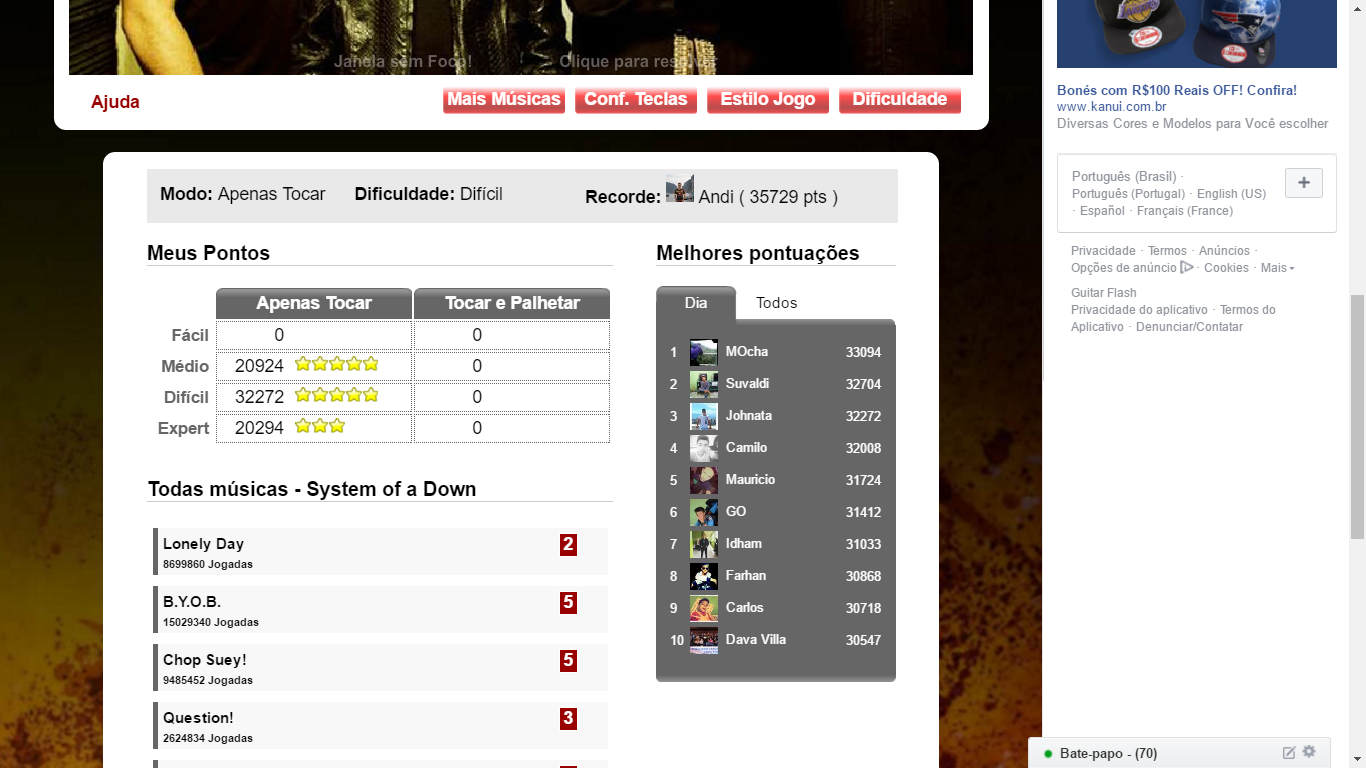 Janela sem Foco! Clique para resolver
Ajuda
Mais Músicas Conf. Teclas Estilo Jogo Dificuldade
Modo: Apenas Tocar Dificuldade: Difícil Recorde: Andi ( 35729 pts )
Meus Pontos
Apenas Tocar Tocar e Palhetar
Fácil 0 0
Médio 20924 0
Difícil 32272 0
Expert 20294 0
Todas músicas - System of a Down
Lonely Day 2
8699860 Jogadas
B.Y.O.B. 5
15029340 Jogadas
Chop Suey! 5
9485452 Jogadas
Question! 3
2624834 Jogadas
Melhores pontuações
Dia Todos
1 MOcha 33094
2 Suvaldi 32704
3 Johnata 32272
4 Camilo 32008
5 Mauricio 31724
6 GO 31412
7 Idham 31033
8 Farhan 30868
9 Carlos 30718
10 Dava Villa 30547
Bonés com R$100 Reais OFF! Confira!
www.kanui.com.br
Diversas Cores e Modelos para Você escolher
Português (Brasil) ·
Português (Portugal) · English (US)
· Español · Français (France)
+
Privacidade · Termos · Anúncios ·
Opções de anúncio · Cookies · Mais
Guitar Flash
Privacidade do aplicativo · Termos do
Aplicativo · Denunciar/Contatar
Bate-papo - (70)